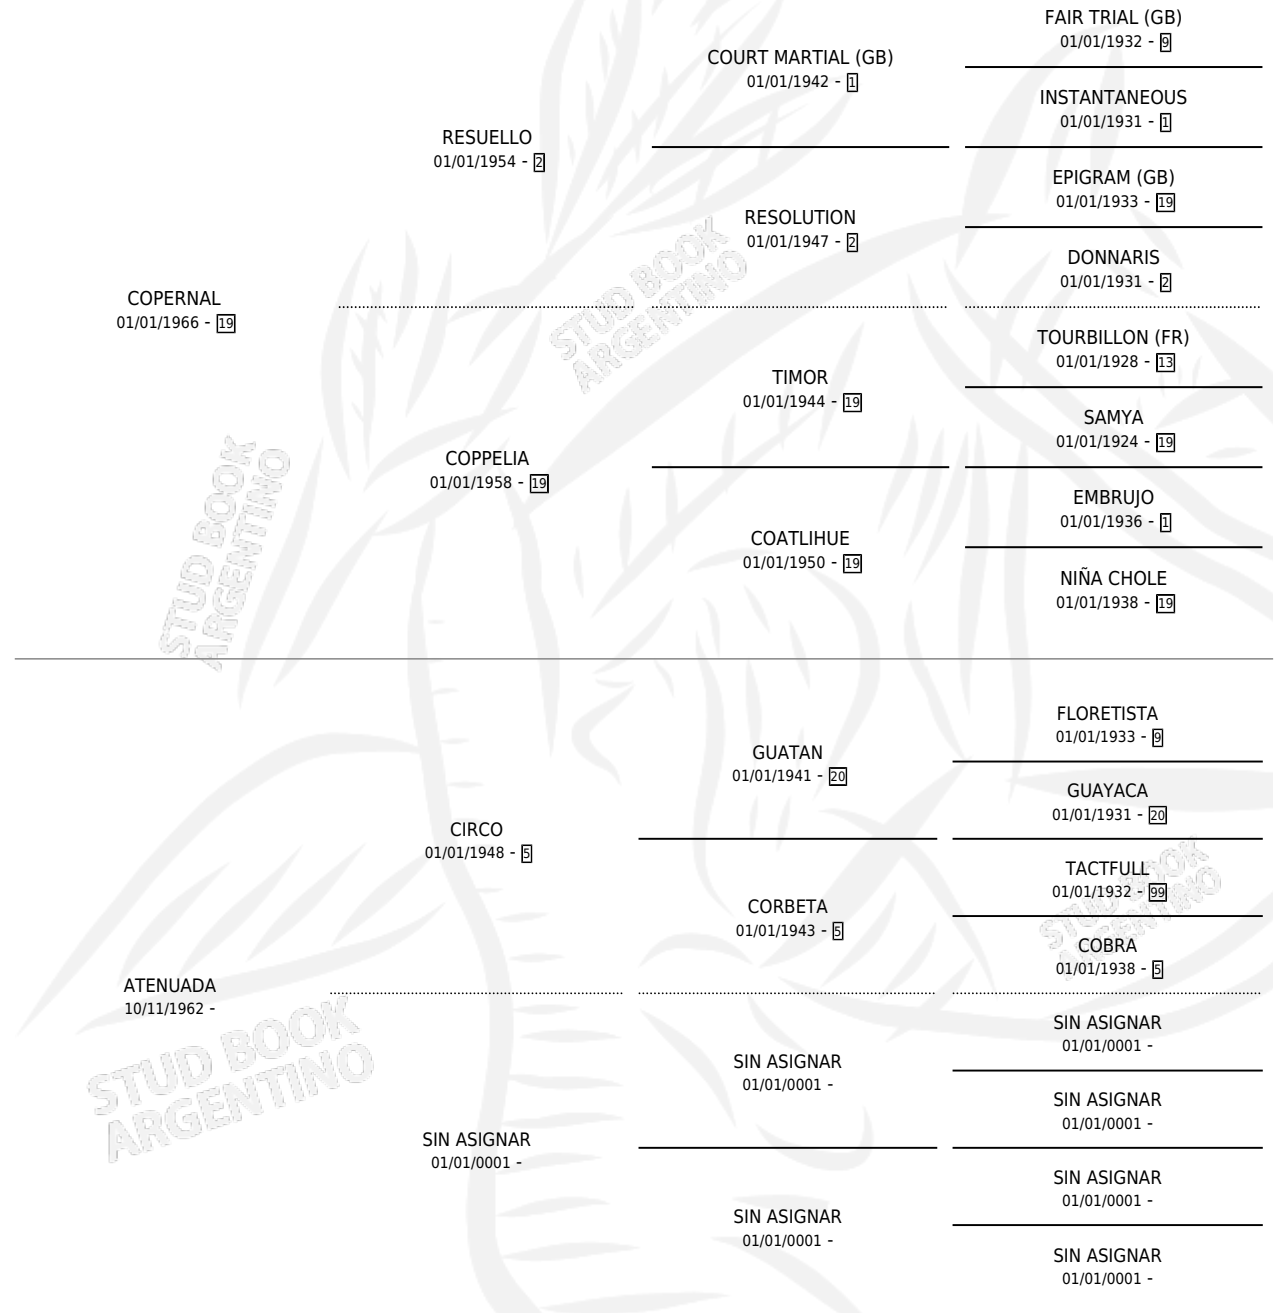 FAIR TRIAL (GB)
01/01/1932 - 9
COURT MARTIAL (GB)
01/01/1942 - 1
INSTANTANEOUS
01/01/1931 - 1
RESUELLO
01/01/1954 - 2
EPIGRAM (GB)
01/01/1933 - 19
RESOLUTION
01/01/1947 - 2
DONNARIS
01/01/1931 - 2
COPERNAL
01/01/1966 - 19
STUD BOOK
ARGENTINO
TOURBILLON (FR)
01/01/1928 - 13
TIMOR
01/01/1944 - 19
SAMYA
01/01/1924 - 19
COPPELIA
01/01/1958 - 19
EMBRUJO
01/01/1936 - 1
COATLIHUE
01/01/1950 - 19
NIÑA CHOLE
01/01/1938 - 19
STUD BOOK
ARGENTINO
FLORETISTA
01/01/1933 - 9
GUATAN
01/01/1941 - 20
GUAYACA
01/01/1931 - 20
CIRCO
01/01/1948 - 5
TACTFULL
01/01/1932 - 99
CORBETA
01/01/1943 - 5
COBRA
01/01/1938 - 5
STUD BOOK
ARGENTINO
ATENUADA
10/11/1962 -
SIN ASIGNAR
01/01/0001 -
SIN ASIGNAR
01/01/0001 -
SIN ASIGNAR
01/01/0001 -
STUD BOOK
ARGENTINO
SIN ASIGNAR
01/01/0001 -
SIN ASIGNAR
01/01/0001 -
SIN ASIGNAR
01/01/0001 -
SIN ASIGNAR
01/01/0001 -